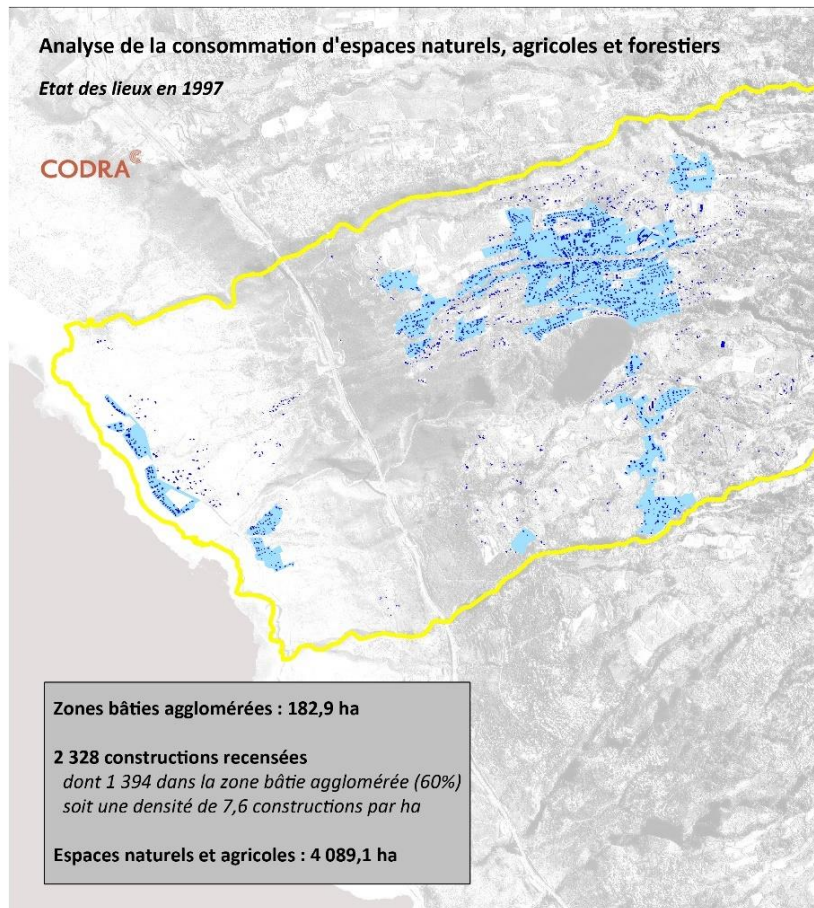 Analyse de la consommation d'espaces naturels, agricoles et forestiers
Etat des lieux en 1997
CODRA
Zones bâties agglomérées : 182,9 ha
2 328 constructions recensées
dont 1 394 dans la zone bâtie agglomérée (60%)
soit une densité de 7,6 constructions par ha
Espaces naturels et agricoles : 4 089,1 ha